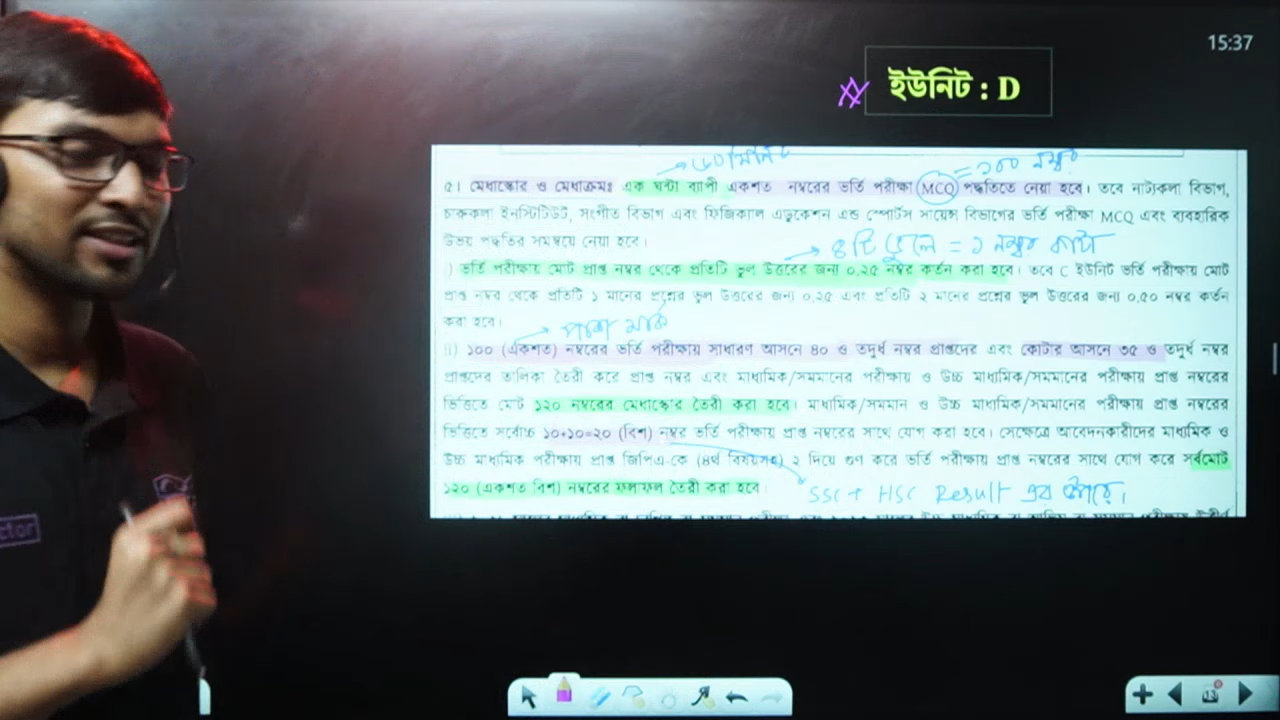 15:37
ইউনিট : D
→ ৬০ মিনিট
= ১০০ নম্বর
৫। মেধাস্কোর ও মেধাক্রমঃ এক ঘন্টা ব্যাপী একশত নম্বরের ভর্তি পরীক্ষা MCQ পদ্ধতিতে নেয়া হবে। তবে নাট্যকলা বিভাগ,
চারুকলা ইনস্টিটিউট, সংগীত বিভাগ এবং ফিজিক্যাল এডুকেশন এন্ড স্পোর্টস সায়েন্স বিভাগের ভর্তি পরীক্ষা MCQ এবং ব্যবহারিক
উভয় পদ্ধতির সমন্বয়ে নেয়া হবে।
→ ৪টি ভুলে = ১ নম্বর কাটা
i) ভর্তি পরীক্ষায় মোট প্রাপ্ত নম্বর থেকে প্রতিটি ভুল উত্তরের জন্য ০.২৫ নম্বর কর্তন করা হবে। তবে C ইউনিট ভর্তি পরীক্ষায় মোট
প্রাপ্ত নম্বর থেকে প্রতিটি ১ মানের প্রশ্নের ভুল উত্তরের জন্য ০.২৫ এবং প্রতিটি ২ মানের প্রশ্নের ভুল উত্তরের জন্য ০.৫০ নম্বর কর্তন
করা হবে।
→ পাশ মার্ক
ii) ১০০ (একশত) নম্বরের ভর্তি পরীক্ষায় সাধারণ আসনে ৪০ ও তদুর্ধ নম্বর প্রাপ্তদের এবং কোটার আসনে ৩৫ ও তদুর্ধ নম্বর
প্রাপ্তদের তালিকা তৈরী করে প্রাপ্ত নম্বর এবং মাধ্যমিক/সমমানের পরীক্ষায় ও উচ্চ মাধ্যমিক/সমমানের পরীক্ষায় প্রাপ্ত নম্বরের
ভিত্তিতে মোট ১২০ নম্বরের মেধাস্কোর তৈরী করা হবে। মাধ্যমিক/সমমান ও উচ্চ মাধ্যমিক/সমমানের পরীক্ষায় প্রাপ্ত নম্বরের
ভিত্তিতে সর্বোচ্চ ১০+১০=২০ (বিশ) নম্বর ভর্তি পরীক্ষায় প্রাপ্ত নম্বরের সাথে যোগ করা হবে। সেক্ষেত্রে আবেদনকারীদের মাধ্যমিক ও
উচ্চ মাধ্যমিক পরীক্ষায় প্রাপ্ত জিপিএ-কে (৪র্থ বিষয়সহ) ২ দিয়ে গুণ করে ভর্তি পরীক্ষায় প্রাপ্ত নম্বরের সাথে যোগ করে সর্বমোট
১২০ (একশত বিশ) নম্বরের ফলাফল তৈরী করা হবে।
SSC + HSC Result এর উপরে।
ctor
13